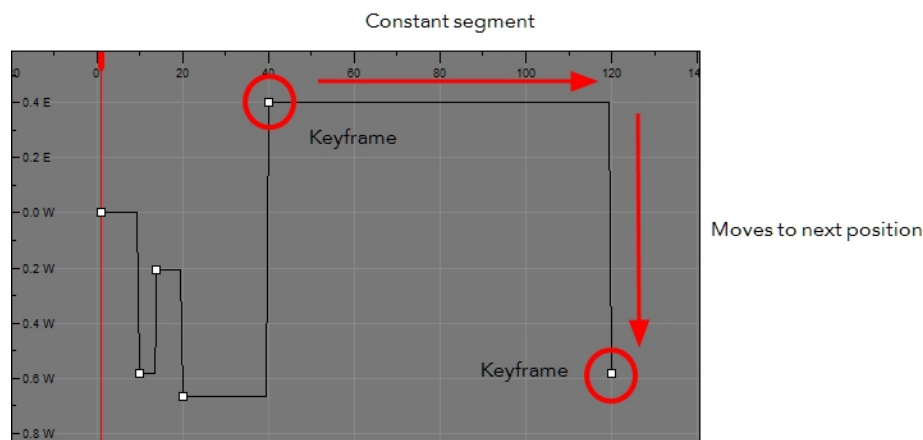 Constant segment
0 0 20 40 60 80 100 120 14
0.4 E
Keyframe
0.2 E
0.0 W
Moves to next position
0.2 W
0.4 W
Keyframe
0.6 W
0.8 W